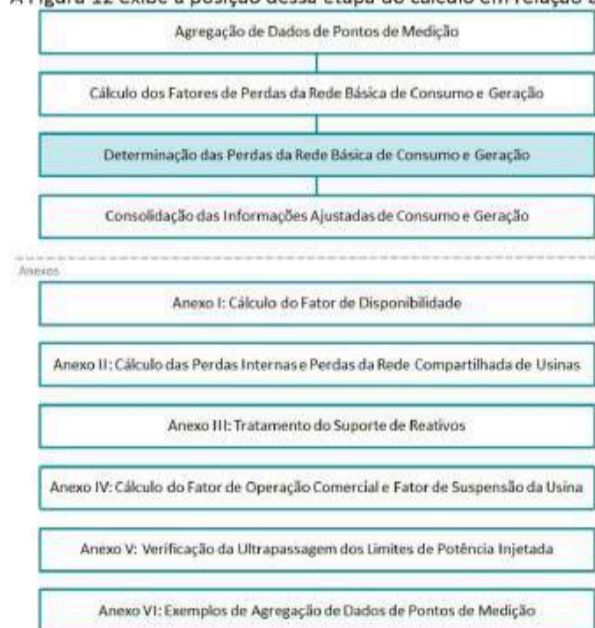 A Figura 12 exibe a posição dessa etapa do cálculo em relação
Agregação de Dados de Pontos de Medição
Cálculo dos Fatores de Perdas da Rede Básica de Consumo e Geração
Determinação das Perdas da Rede Básica de Consumo e Geração
Consolidação das Informações Ajustadas de Consumo e Geração
Anexos
Anexo I: Cálculo do Fator de Disponibilidade
Anexo II: Cálculo das Perdas Internas e Perdas da Rede Compartilhada de Usinas
Anexo III: Tratamento do Suporte de Reativos
Anexo IV: Cálculo do Fator de Operação Comercial e Fator de Suspensão da Usina
Anexo V: Verificação da Ultrapassagem dos Limites de Potência Injetada
Anexo VI: Exemplos de Agregação de Dados de Pontos de Medição